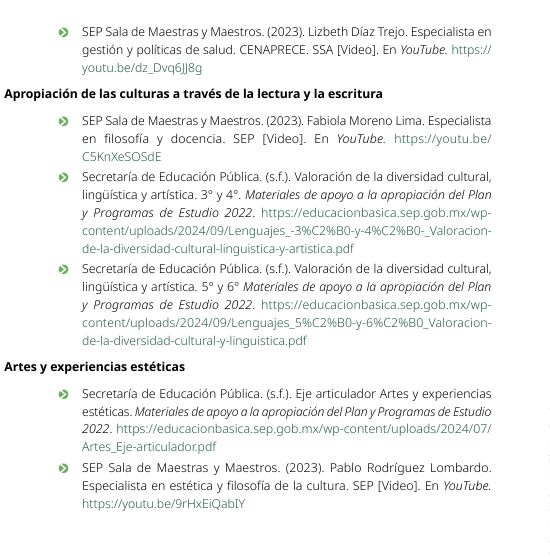 SEP Sala de Maestras y Maestros. (2023). Lizbeth Díaz Trejo. Especialista en
gestión y políticas de salud. CENAPRECE. SSA [Video]. En YouTube. https://
youtu.be/dz_Dvq6JJ8g
Apropiación de las culturas a través de la lectura y la escritura
SEP Sala de Maestras y Maestros. (2023). Fabiola Moreno Lima. Especialista
en filosofía y docencia. SEP [Video]. En YouTube. https://youtu.be/
C5KnXeSOSdE
Secretaría de Educación Pública. (s.f.). Valoración de la diversidad cultural,
lingüística y artística. 3° y 4°. Materiales de apoyo a la apropiación del Plan
y Programas de Estudio 2022. https://educacionbasica.sep.gob.mx/wp-
content/uploads/2024/09/Lenguajes_-3%C2%B0-y-4%C2%B0-_Valoracion-
de-la-diversidad-cultural-linguistica-y-artistica.pdf
Secretaría de Educación Pública. (s.f.). Valoración de la diversidad cultural,
lingüística y artística. 5° y 6° Materiales de apoyo a la apropiación del Plan
y Programas de Estudio 2022. https://educacionbasica.sep.gob.mx/wp-
content/uploads/2024/09/Lenguajes_5%C2%B0-y-6%C2%B0_Valoracion-
de-la-diversidad-cultural-y-linguistica.pdf
Artes y experiencias estéticas
Secretaría de Educación Pública. (s.f.). Eje articulador Artes y experiencias
estéticas. Materiales de apoyo a la apropiación del Plan y Programas de Estudio
2022. https://educacionbasica.sep.gob.mx/wp-content/uploads/2024/07/
Artes_Eje-articulador.pdf
SEP Sala de Maestras y Maestros. (2023). Pablo Rodríguez Lombardo.
Especialista en estética y filosofía de la cultura. SEP [Video]. En YouTube.
https://youtu.be/9rHxEiQabIY